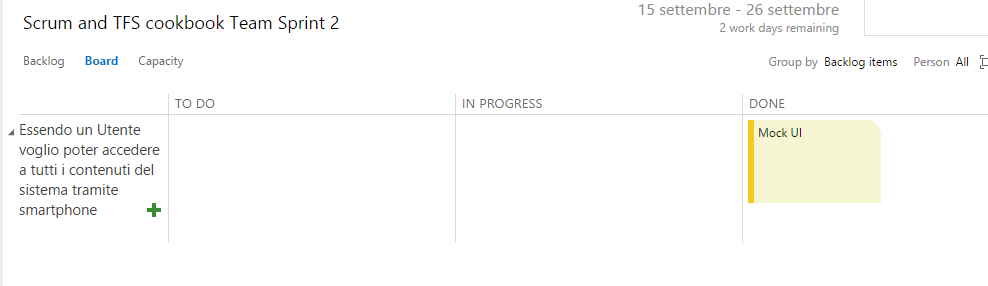 Scrum and TFS cookbook Team Sprint 2
15 settembre - 26 settembre
2 work days remaining
Backlog Board Capacity
Group by Backlog items Person All
TO DO IN PROGRESS DONE
Essendo un Utente
voglio poter accedere
a tutti i contenuti del
sistema tramite
smartphone
Mock UI